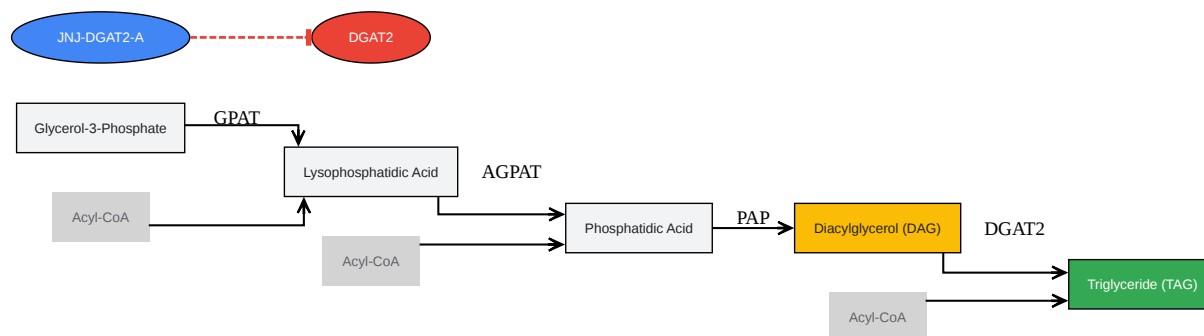 JNJ-DGAT2-A
DGAT2
Glycerol-3-Phosphate
GPAT
Lysophosphatidic Acid
AGPAT
Acyl-CoA
Phosphatidic Acid
PAP
Diacylglycerol (DAG)
DGAT2
Acyl-CoA
Triglyceride (TAG)
Acyl-CoA